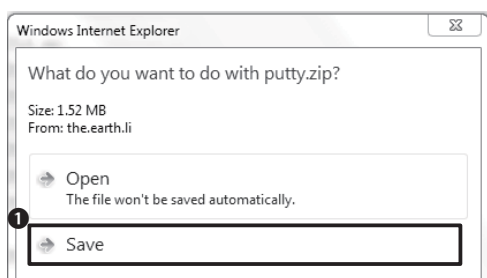 Windows Internet Explorer
What do you want to do with putty.zip?
Size: 1.52 MB
From: the.earth.li
Open
The file won't be saved automatically.
1
Save